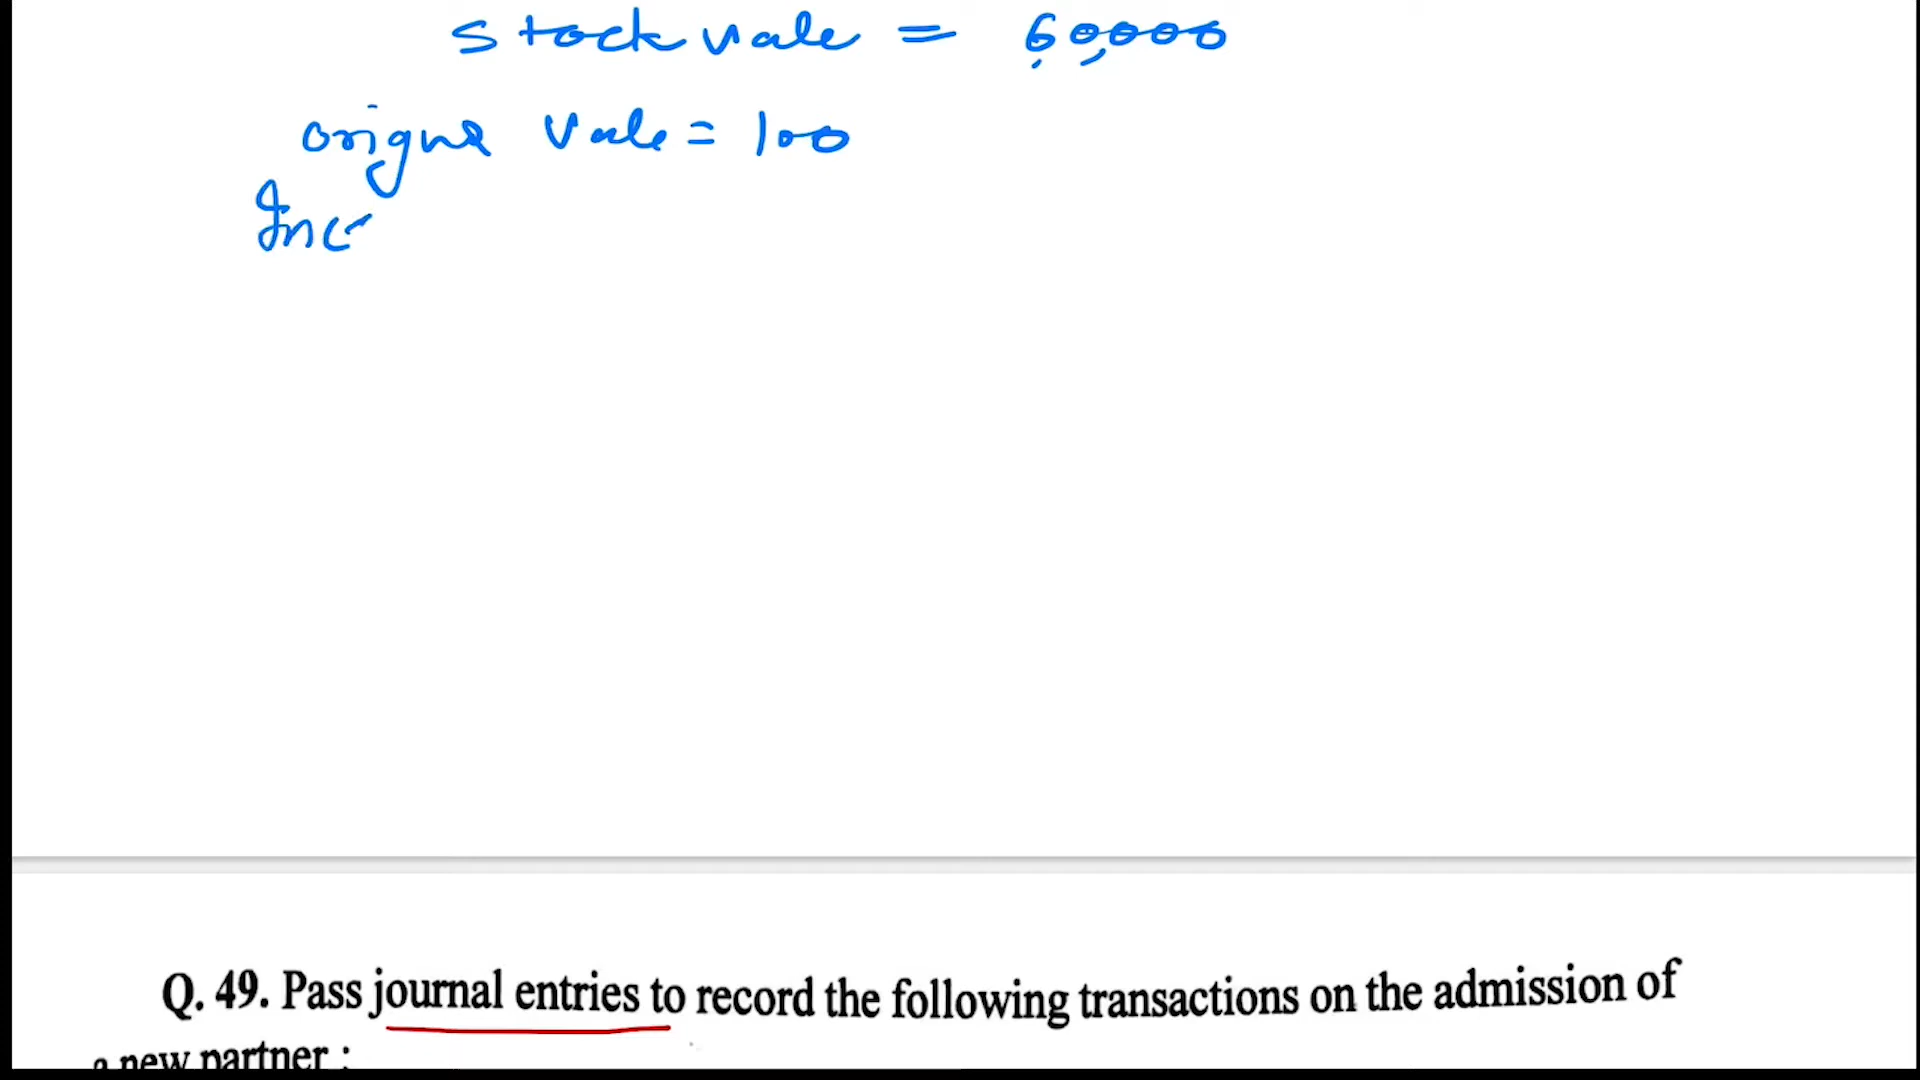 stock vale = 60,000
orignal vale = 100
Inc
Q. 49. Pass journal entries to record the following transactions on the admission of
a new partner :